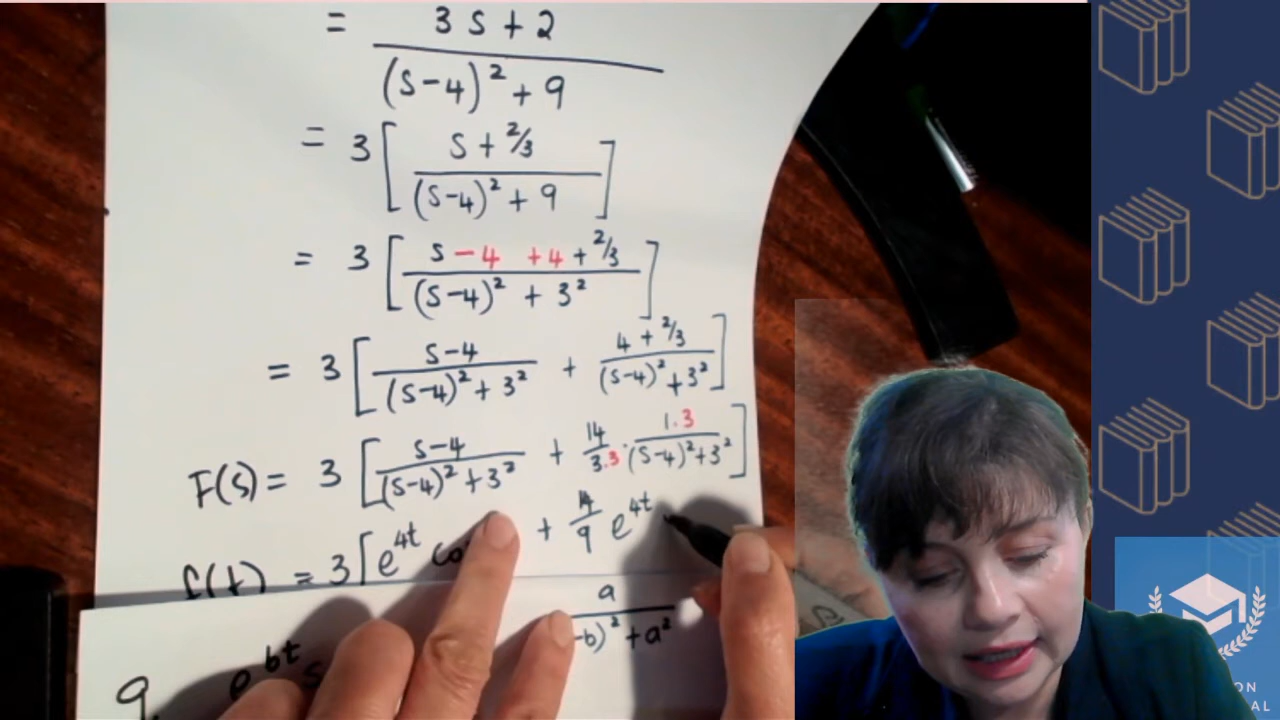 = 3s+2
(s-4)² + 9
= 3 [ s + 2/3
(s-4)² + 9 ]
= 3 [ s -4 +4 + 2/3
(s-4)² + 3² ]
= 3 [ s-4 + 4 + 2/3
(s-4)² + 3² (s-4)² + 3² ]
F(s) = 3 [ s-4 + 14 · 1.3
(s-4)² + 3² 3.3 (s-4)² + 3² ]
f(t) = 3 [ e^4t + 14/9 e^4t
a
-b)² + a²
9. e^bt